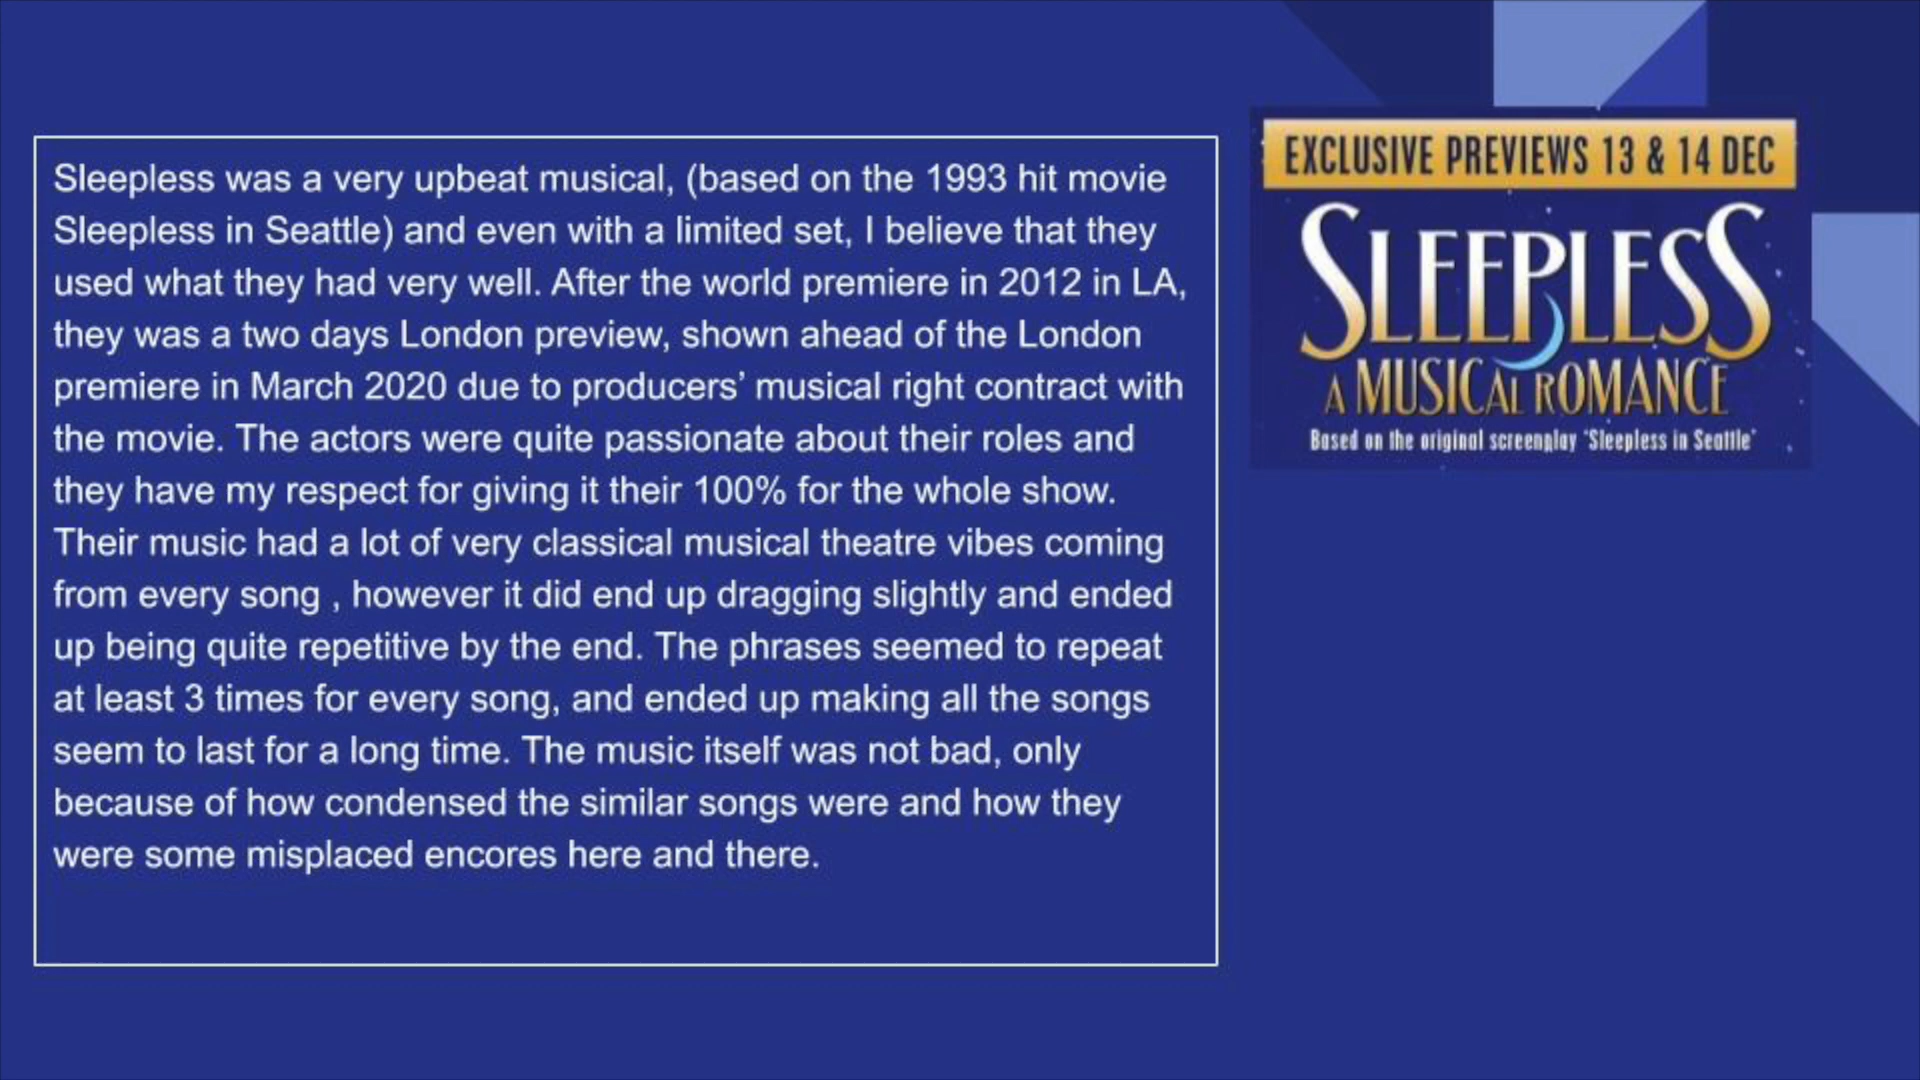 Sleepless was a very upbeat musical, (based on the 1993 hit movie
Sleepless in Seattle) and even with a limited set, I believe that they
used what they had very well. After the world premiere in 2012 in LA,
they was a two days London preview, shown ahead of the London
premiere in March 2020 due to producers’ musical right contract with
the movie. The actors were quite passionate about their roles and
they have my respect for giving it their 100% for the whole show.
Their music had a lot of very classical musical theatre vibes coming
from every song , however it did end up dragging slightly and ended
up being quite repetitive by the end. The phrases seemed to repeat
at least 3 times for every song, and ended up making all the songs
seem to last for a long time. The music itself was not bad, only
because of how condensed the similar songs were and how they
were some misplaced encores here and there.
EXCLUSIVE PREVIEWS 13 & 14 DEC
SLEEPLESS
A MUSICAL ROMANCE
Based on the original screenplay 'Sleepless in Seattle'